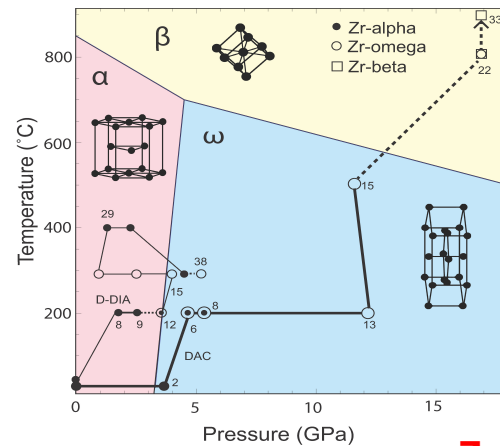 β
α
ω
Zr-alpha
Zr-omega
Zr-beta
33
22
800
600
400
200
Temperature (°C)
29
38
15
15
D-DIA
8
9
12
6
8
13
DAC
2
0
5
10
15
Pressure (GPa)